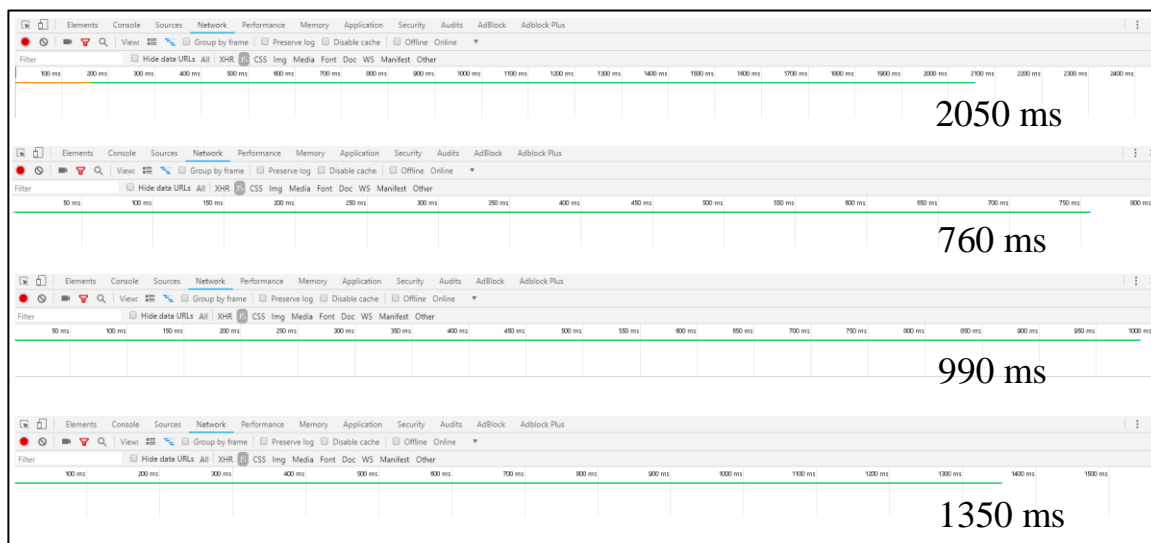 Elements Console Sources Network Performance Memory Application Security Audits AdBlock Adblock Plus
View: Group by frame Preserve log Disable cache Offline Online
Filter Hide data URLs All XHR JS CSS Img Media Font Doc WS Manifest Other
100 ms 200 ms 300 ms 400 ms 500 ms 600 ms 700 ms 800 ms 900 ms 1000 ms 1100 ms 1200 ms 1300 ms 1400 ms 1500 ms 1600 ms 1700 ms 1800 ms 1900 ms 2000 ms 2100 ms 2200 ms 2300 ms 2400 ms
2050 ms
Elements Console Sources Network Performance Memory Application Security Audits AdBlock Adblock Plus
View: Group by frame Preserve log Disable cache Offline Online
Filter Hide data URLs All XHR JS CSS Img Media Font Doc WS Manifest Other
50 ms 100 ms 150 ms 200 ms 250 ms 300 ms 350 ms 400 ms 450 ms 500 ms 550 ms 600 ms 650 ms 700 ms 750 ms 800 ms
760 ms
Elements Console Sources Network Performance Memory Application Security Audits AdBlock Adblock Plus
View: Group by frame Preserve log Disable cache Offline Online
Filter Hide data URLs All XHR JS CSS Img Media Font Doc WS Manifest Other
50 ms 100 ms 150 ms 200 ms 250 ms 300 ms 350 ms 400 ms 450 ms 500 ms 550 ms 600 ms 650 ms 700 ms 750 ms 800 ms 850 ms 900 ms 950 ms 1000 ms
990 ms
Elements Console Sources Network Performance Memory Application Security Audits AdBlock Adblock Plus
View: Group by frame Preserve log Disable cache Offline Online
Filter Hide data URLs All XHR JS CSS Img Media Font Doc WS Manifest Other
100 ms 200 ms 300 ms 400 ms 500 ms 600 ms 700 ms 800 ms 900 ms 1000 ms 1100 ms 1200 ms 1300 ms 1400 ms 1500 ms
1350 ms